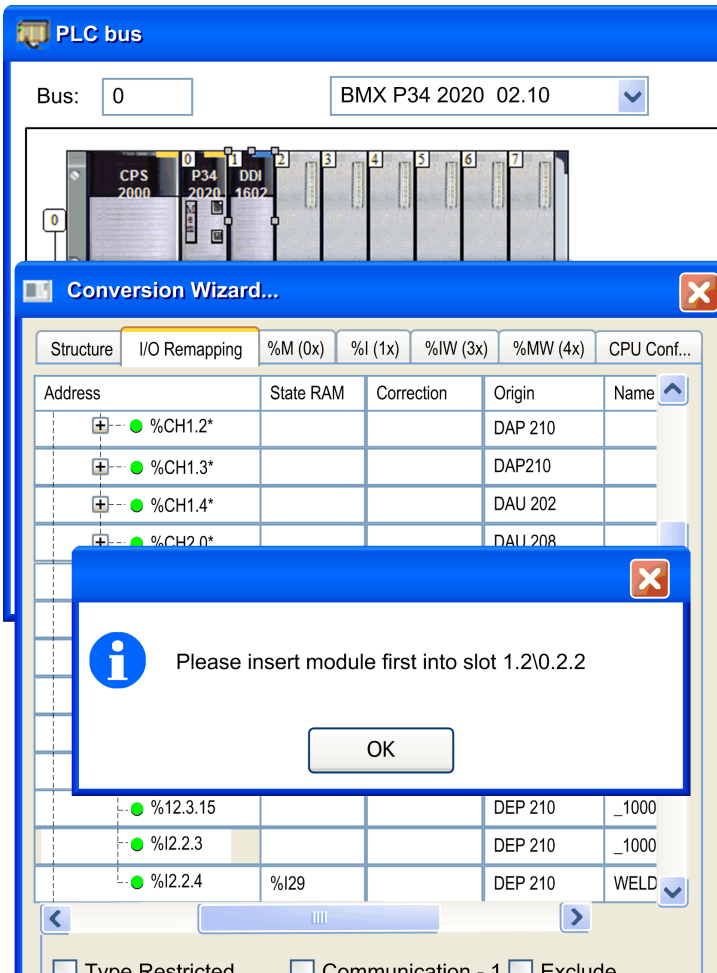 PLC bus
Bus: 0 BMX P34 2020 02.10
0 1 2 3 4 5 6 7
CPS P34 DDI
2000 2020 1602
0
Conversion Wizard...
Structure I/O Remapping %M (0x) %I (1x) %IW (3x) %MW (4x) CPU Conf...
Address State RAM Correction Origin Name
%CH1.2* DAP 210
%CH1.3* DAP210
%CH1.4* DAU 202
%CH2.0* DAU 208
Please insert module first into slot 1.2\0.2.2
OK
%12.3.15 DEP 210 _1000
%I2.2.3 DEP 210 _1000
%I2.2.4 %I29 DEP 210 WELD
Type Restricted Communication - 1 Exclude